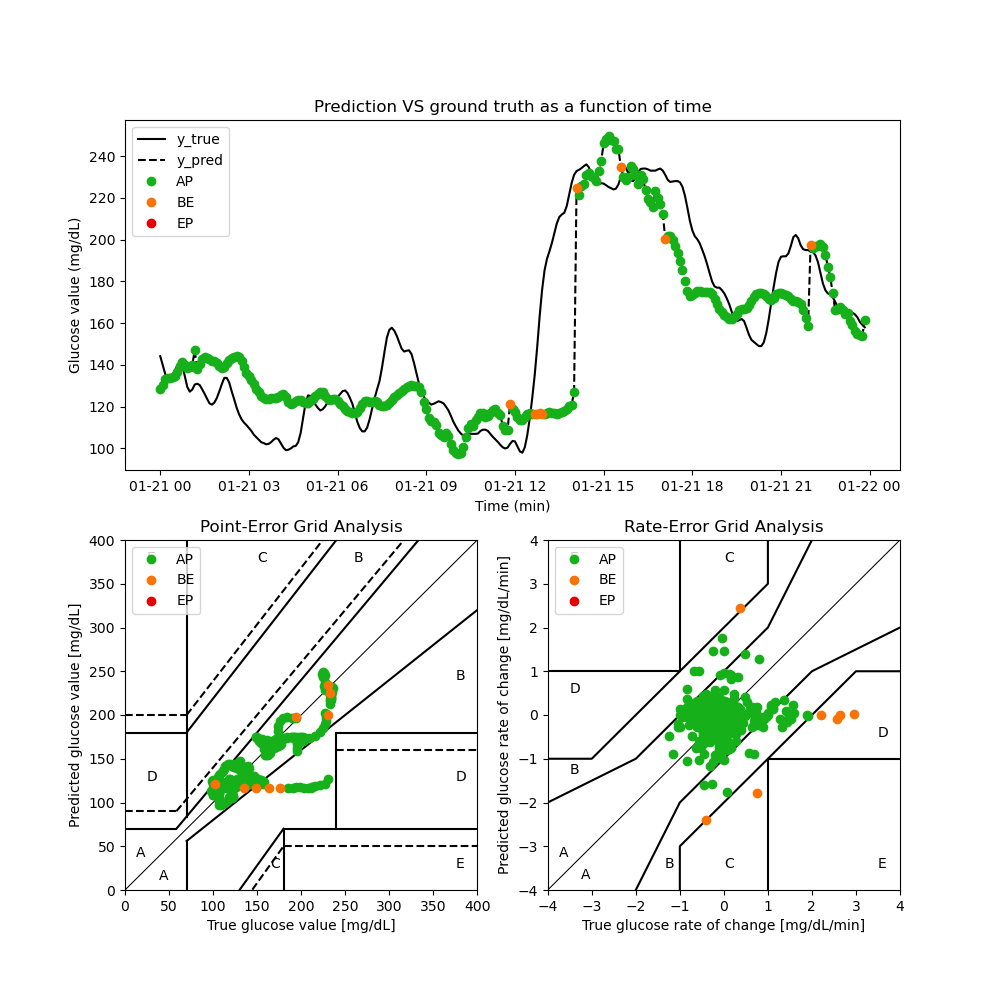 Prediction VS ground truth as a function of time
Glucose value (mg/dL)
240
220
200
180
160
140
120
100
y_true
y_pred
AP
BE
EP
01-21 00 01-21 03 01-21 06 01-21 09 01-21 12 01-21 15 01-21 18 01-21 21 01-22 00
Time (min)
Point-Error Grid Analysis
Predicted glucose value [mg/dL]
400
350
300
250
200
150
100
50
0
AP
BE
EP
C
B
B
D
D
A
A
C
E
0 50 100 150 200 250 300 350 400
True glucose value [mg/dL]
Rate-Error Grid Analysis
Predicted glucose rate of change [mg/dL/min]
4
3
2
1
0
−1
−2
−3
−4
AP
BE
EP
C
D
D
B
A
A
B
C
E
−4 −3 −2 −1 0 1 2 3 4
True glucose rate of change [mg/dL/min]